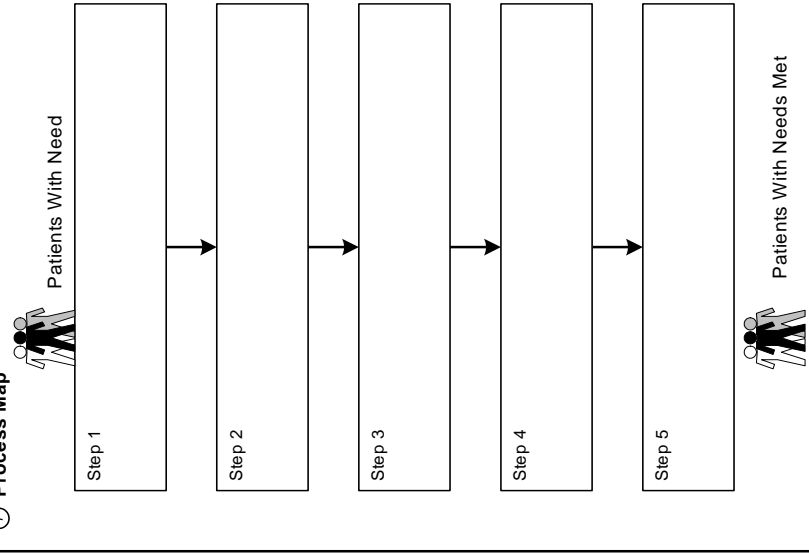 Process Map
Patients With Need
Step 1
Step 2
Step 3
Step 4
Step 5
Patients With Needs Met